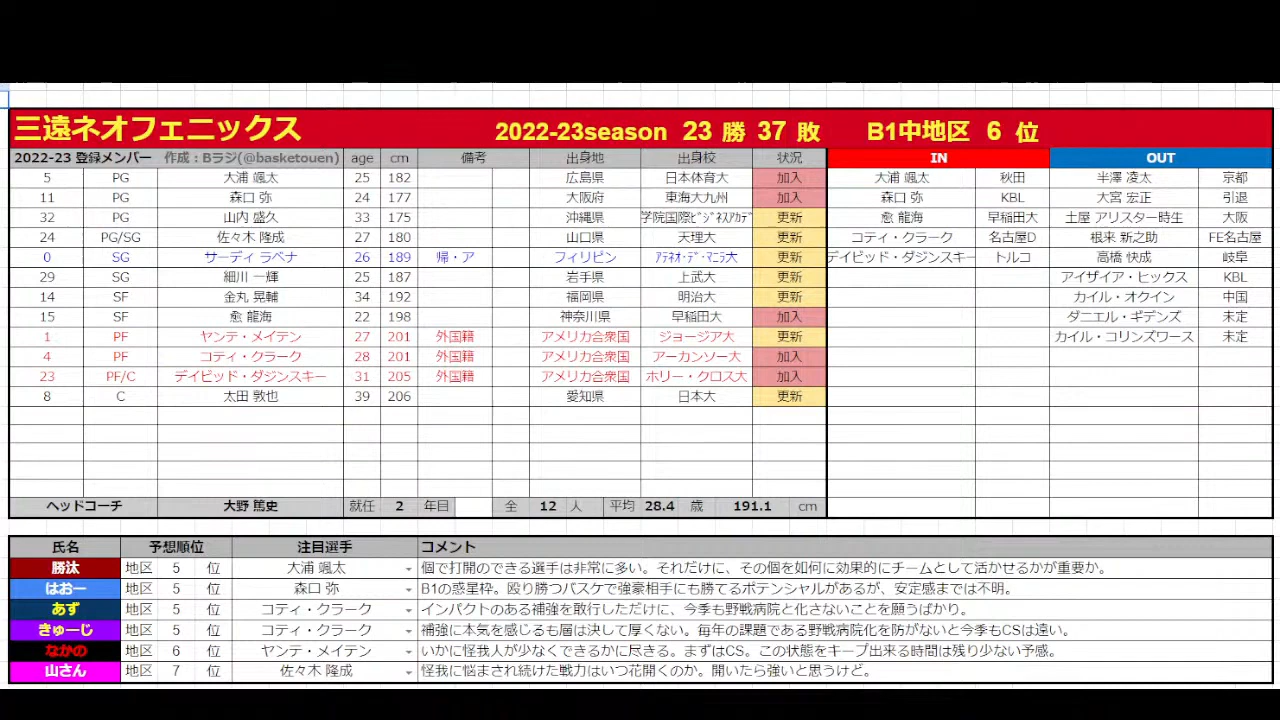 三遠ネオフェニックス 2022-23season 23 勝 37 敗 B1中地区 6 位
2022-23 登録メンバー 作成：Bラジ(@basketouen) age cm 備考 出身地 出身校 状況 IN OUT
5 PG 大浦 颯太 25 182 広島県 日本体育大 加入 大浦 颯太 秋田 半澤 凌太 京都
11 PG 森口 弥 24 177 大阪府 東海大九州 加入 森口 弥 KBL 大宮 宏正 引退
32 PG 山内 盛久 33 175 沖縄県 学院国際ﾋﾞｼﾞﾈｽｱｶﾃﾞ 更新 愈 龍海 早稲田大 土屋 アリスター時生 大阪
24 PG/SG 佐々木 隆成 27 180 山口県 天理大 更新 コティ・クラーク 名古屋D 根来 新之助 FE名古屋
0 SG サーディ ラベナ 26 189 帰・ア フィリピン ｱﾃﾈｵ･ﾃﾞ･ﾏﾆﾗ大 更新 デイビッド・ダジンスキー トルコ 高橋 快成 岐阜
29 SG 細川 一輝 25 187 岩手県 上武大 更新 アイザイア・ヒックス KBL
14 SF 金丸 晃輔 34 192 福岡県 明治大 更新 カイル・オクイン 中国
15 SF 愈 龍海 22 198 神奈川県 早稲田大 加入 ダニエル・ギデンズ 未定
1 PF ヤンテ・メイテン 27 201 外国籍 アメリカ合衆国 ジョージア大 更新 カイル・コリンズワース 未定
4 PF コティ・クラーク 28 201 外国籍 アメリカ合衆国 アーカンソー大 加入
23 PF/C デイビッド・ダジンスキー 31 205 外国籍 アメリカ合衆国 ホリー・クロス大 加入
8 C 太田 敦也 39 206 愛知県 日本大 更新
ヘッドコーチ 大野 篤史 就任 2 年目 全 12 人 平均 28.4 歳 191.1 cm
氏名 予想順位 注目選手 コメント
勝汰 地区 5 位 大浦 颯太 個で打開のできる選手は非常に多い。それだけに、その個を如何に効果的にチームとして活かせるかが重要か。
はおー 地区 5 位 森口 弥 B1の惑星枠。殴り勝つバスケで強豪相手にも勝てるポテンシャルがあるが、安定感までは不明。
あず 地区 5 位 コティ・クラーク インパクトのある補強を敢行しただけに、今季も野戦病院と化さないことを願うばかり。
きゅーじ 地区 5 位 コティ・クラーク 補強に本気を感じるも層は決して厚くない。毎年の課題である野戦病院化を防がないと今季もCSは遠い。
なかの 地区 6 位 ヤンテ・メイテン いかに怪我人が少なくできるかに尽きる。まずはCS。この状態をキープ出来る時間は残り少ない予感。
山さん 地区 7 位 佐々木 隆成 怪我に悩まされ続けた戦力はいつ花開くのか。開いたら強いと思うけど。